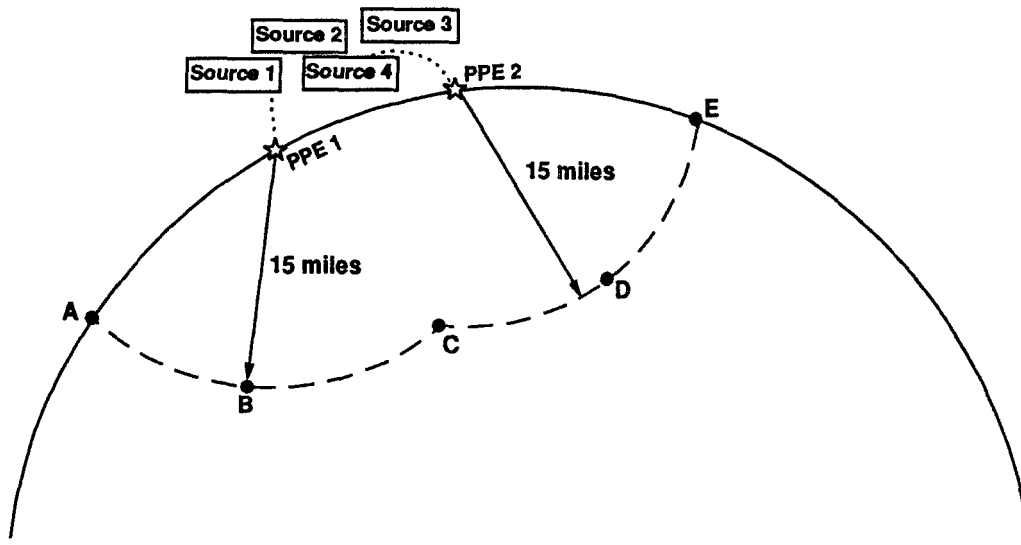 Source 3
Source 2
Source 1
Source 4
PPE 2
PPE 1
E
15 miles
15 miles
A
D
C
B